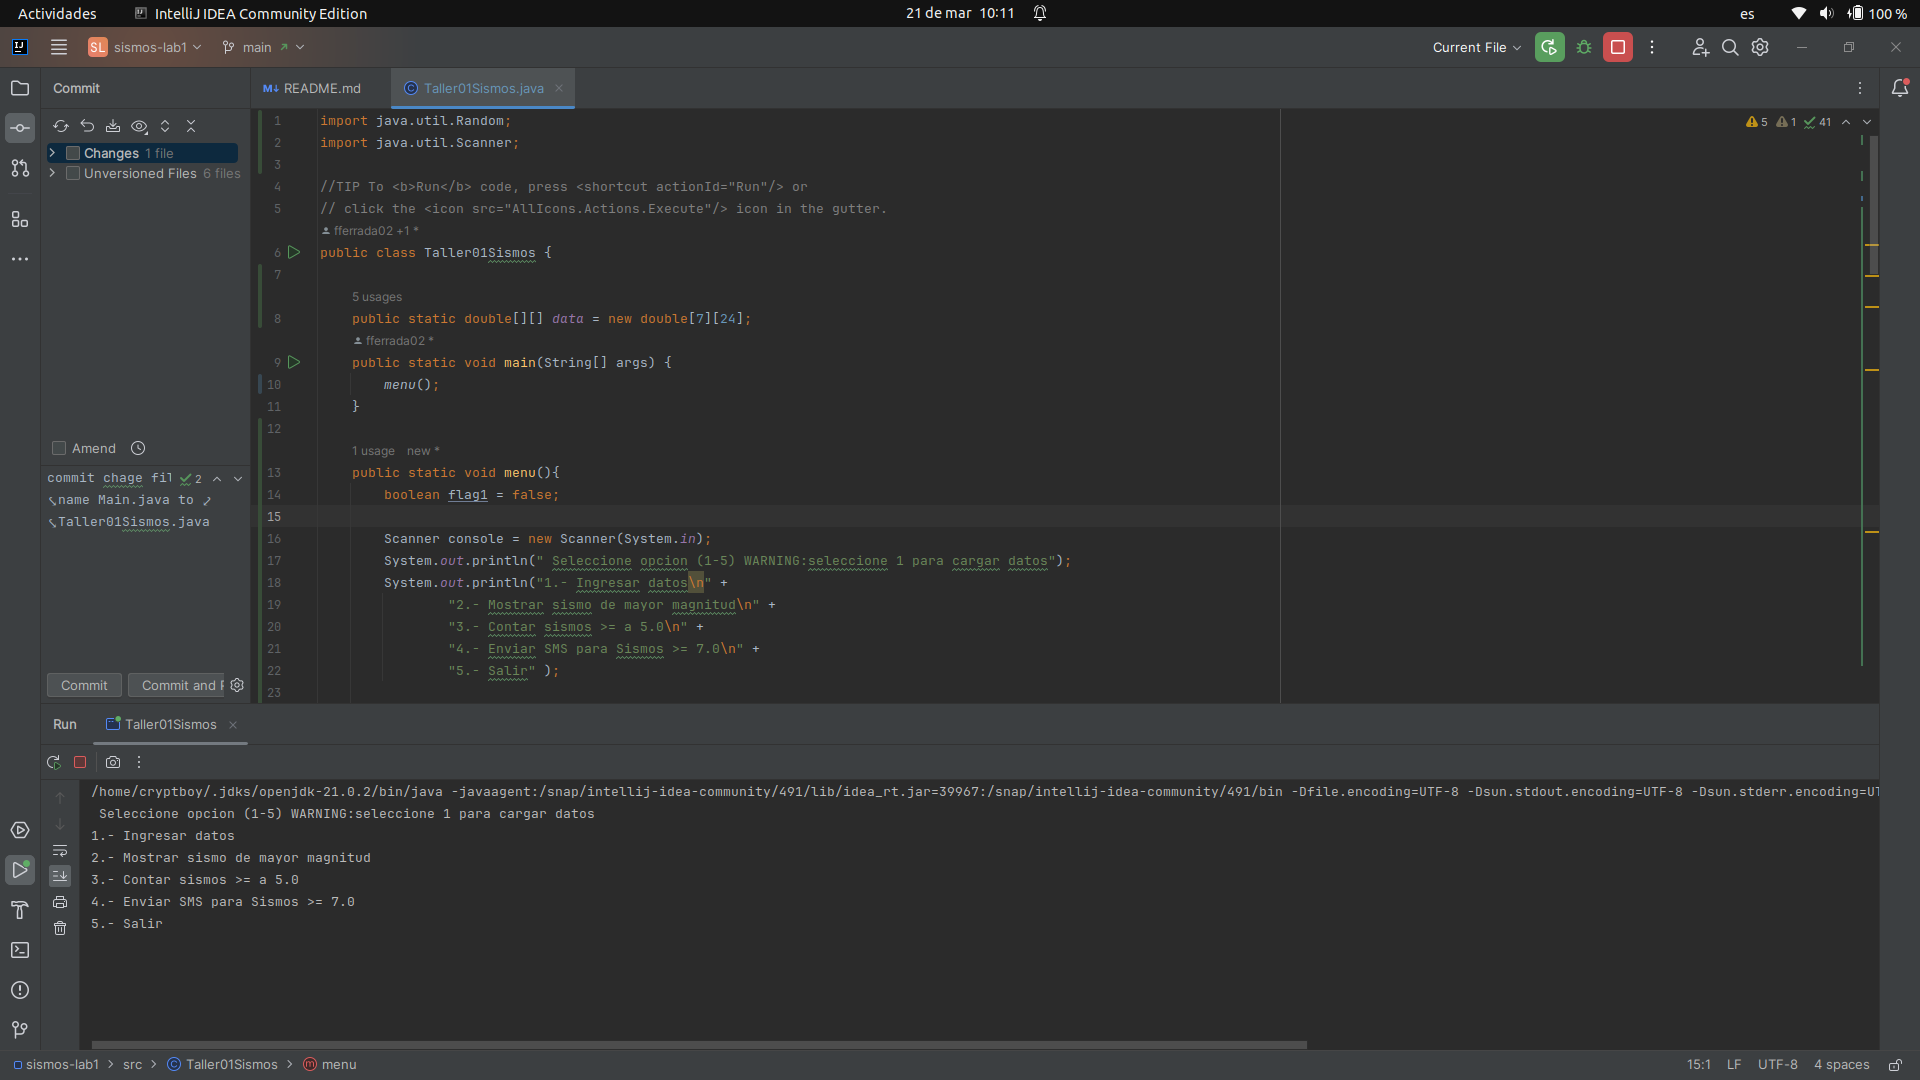 Actividades
IntelliJ IDEA Community Edition
21 de mar 10:11
es
100 %
SL sismos-lab1
main
Current File
Commit
M↓ README.md
Taller01Sismos.java
Changes 1 file
Unversioned Files 6 files
Amend
commit chage fil 2
name Main.java to
Taller01Sismos.java
Commit
Commit and P
5 1 41
1 import java.util.Random;
2 import java.util.Scanner;
3
4 //TIP To <b>Run</b> code, press <shortcut actionId="Run"/> or
5 // click the <icon src="AllIcons.Actions.Execute"/> icon in the gutter.
fferrada02 +1 *
6 public class Taller01Sismos {
7
5 usages
8 public static double[][] data = new double[7][24];
fferrada02 *
9 public static void main(String[] args) {
10 menu();
11 }
12
1 usage new *
13 public static void menu(){
14 boolean flag1 = false;
15
16 Scanner console = new Scanner(System.in);
17 System.out.println(" Seleccione opcion (1-5) WARNING:seleccione 1 para cargar datos");
18 System.out.println("1.- Ingresar datos\n" +
19 "2.- Mostrar sismo de mayor magnitud\n" +
20 "3.- Contar sismos >= a 5.0\n" +
21 "4.- Enviar SMS para Sismos >= 7.0\n" +
22 "5.- Salir" );
23
Run
Taller01Sismos
/home/cryptboy/.jdks/openjdk-21.0.2/bin/java -javaagent:/snap/intellij-idea-community/491/lib/idea_rt.jar=39967:/snap/intellij-idea-community/491/bin -Dfile.encoding=UTF-8 -Dsun.stdout.encoding=UTF-8 -Dsun.stderr.encoding=UT
Seleccione opcion (1-5) WARNING:seleccione 1 para cargar datos
1.- Ingresar datos
2.- Mostrar sismo de mayor magnitud
3.- Contar sismos >= a 5.0
4.- Enviar SMS para Sismos >= 7.0
5.- Salir
sismos-lab1 > src > Taller01Sismos > menu
15:1 LF UTF-8 4 spaces